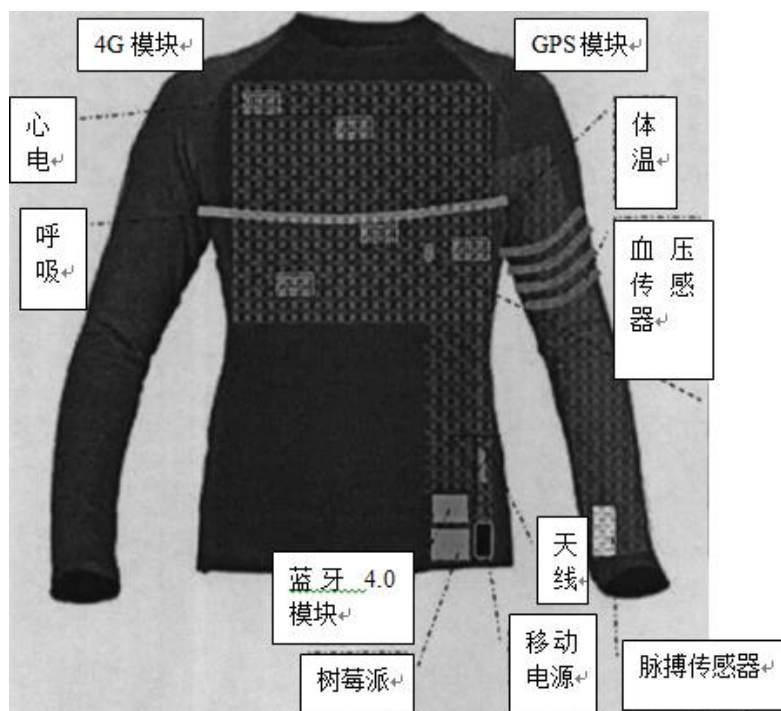 4G 模块
GPS 模块
心
电
体
温
呼
吸
血压
传感
器
天
线
蓝牙 4.0
模块
移动
电源
树莓派
脉搏传感器